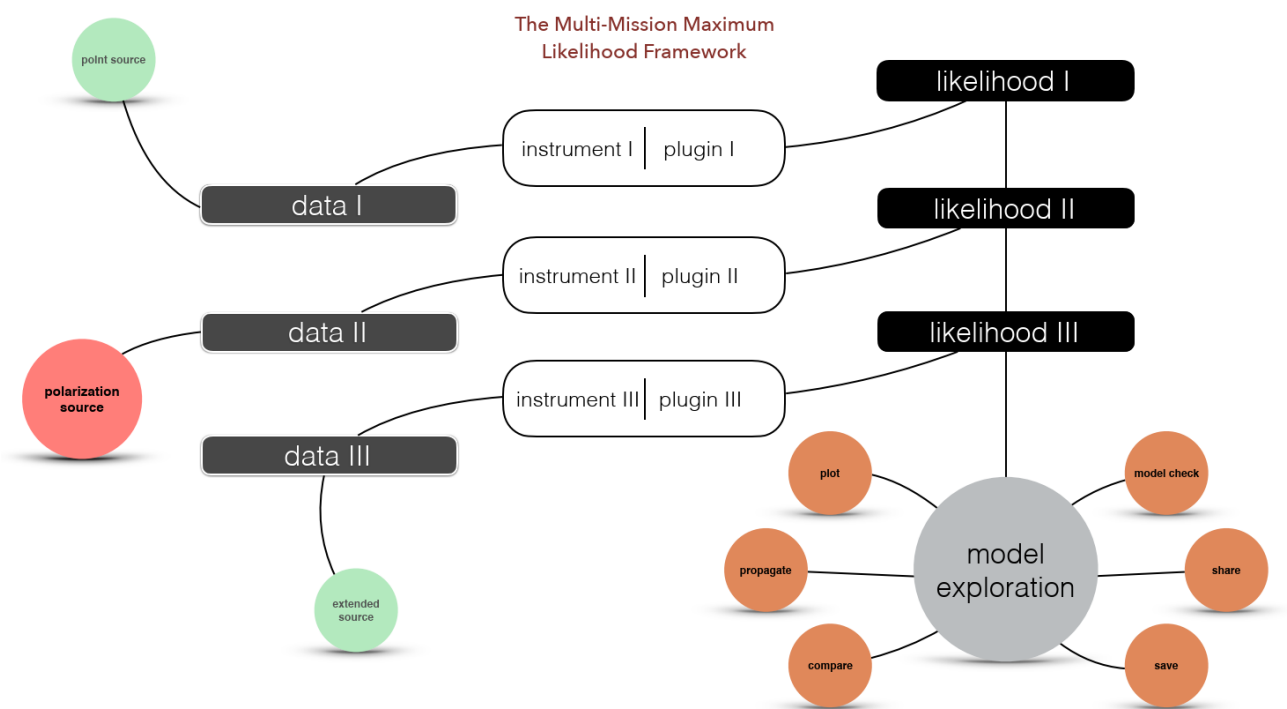 The Multi-Mission Maximum
Likelihood Framework
point source
likelihood I
instrument I
plugin I
data I
likelihood II
instrument II
plugin II
data II
likelihood III
polarization
source
instrument III
plugin III
data III
plot
model check
model
exploration
propagate
share
extended
source
compare
save